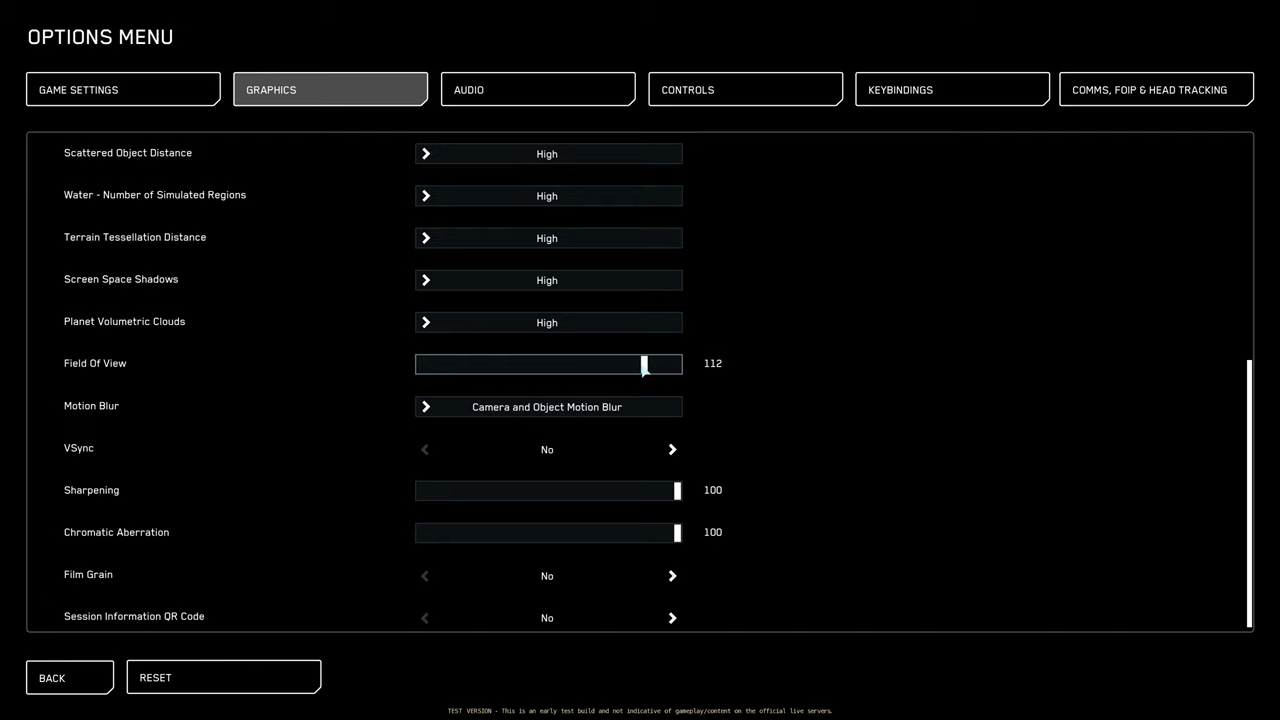 OPTIONS MENU
GAME SETTINGS
GRAPHICS
AUDIO
CONTROLS
KEYBINDINGS
COMMS, FOIP & HEAD TRACKING
Scattered Object Distance
High
Water - Number of Simulated Regions
High
Terrain Tessellation Distance
High
Screen Space Shadows
High
Planet Volumetric Clouds
High
Field Of View
112
Motion Blur
Camera and Object Motion Blur
VSync
No
Sharpening
100
Chromatic Aberration
100
Film Grain
No
Session Information QR Code
No
BACK
RESET
TEST VERSION - This is an early test build and not indicative of gameplay/content on the official live servers.